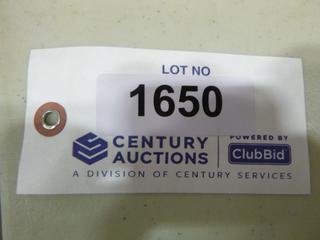 LOT NO
1650
CENTURY AUCTIONS
POWERED BY
ClubBid
A DIVISION OF CENTURY SERVICES